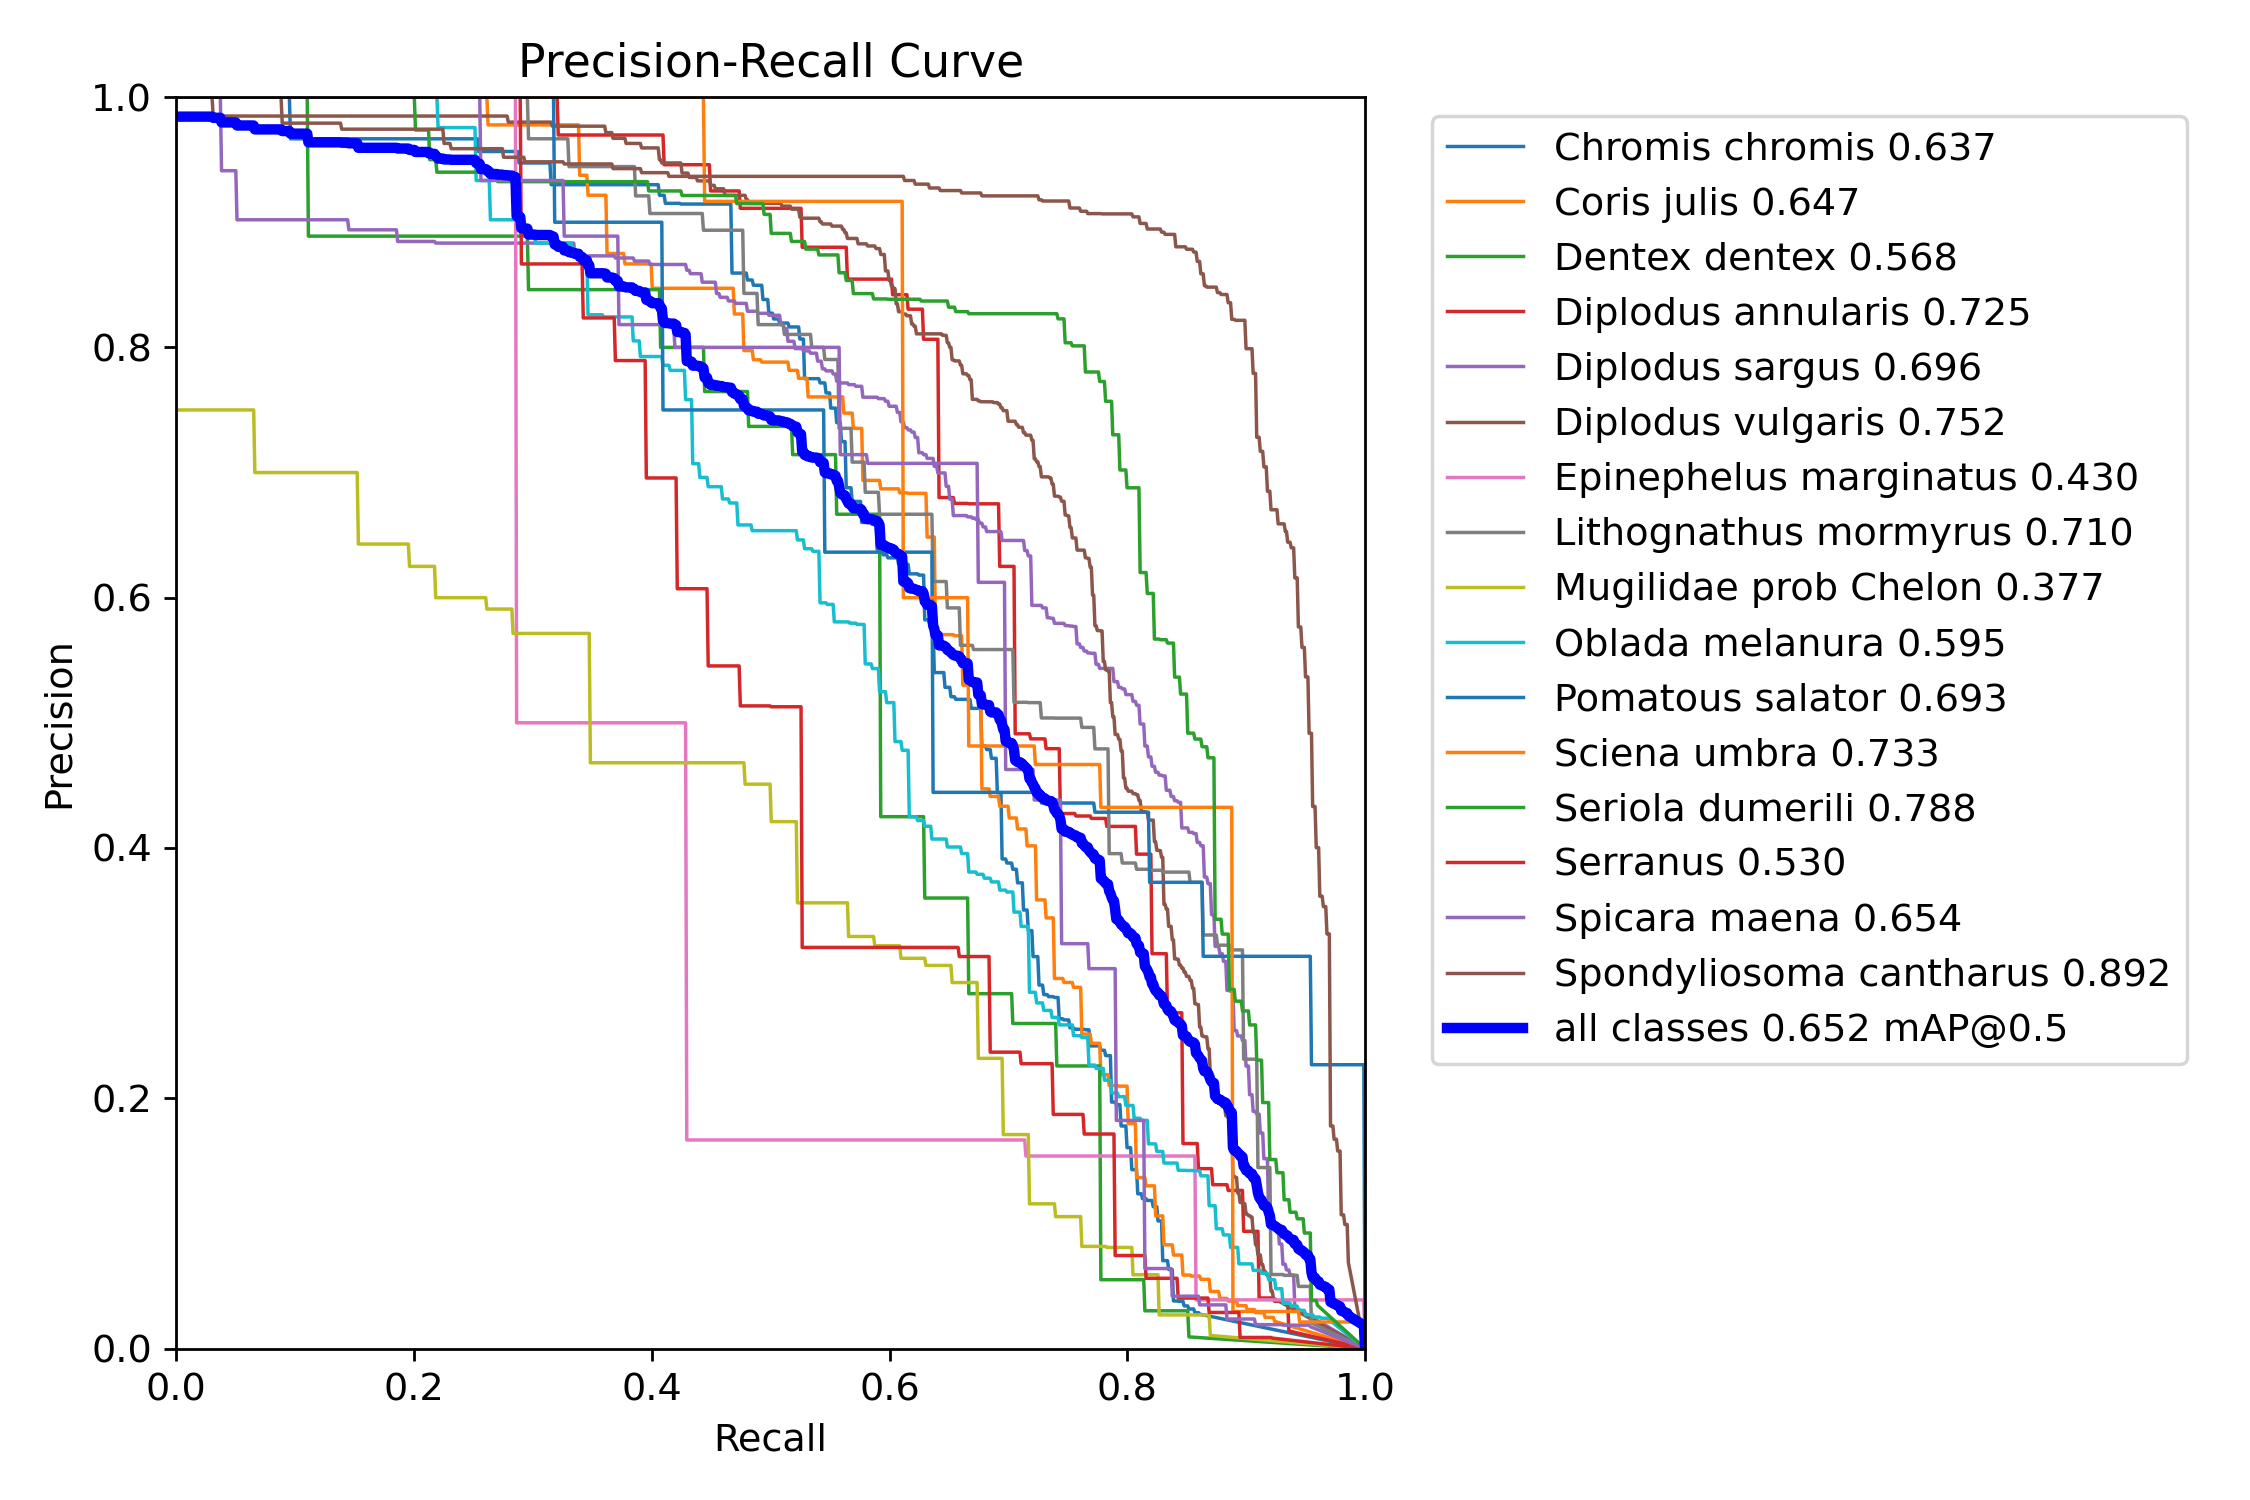 Precision-Recall Curve
1.0
0.8
0.6
0.4
0.2
0.0
Precision
0.0 0.2 0.4 0.6 0.8 1.0
Recall
Chromis chromis 0.637
Coris julis 0.647
Dentex dentex 0.568
Diplodus annularis 0.725
Diplodus sargus 0.696
Diplodus vulgaris 0.752
Epinephelus marginatus 0.430
Lithognathus mormyrus 0.710
Mugilidae prob Chelon 0.377
Oblada melanura 0.595
Pomatous salator 0.693
Sciena umbra 0.733
Seriola dumerili 0.788
Serranus 0.530
Spicara maena 0.654
Spondyliosoma cantharus 0.892
all classes 0.652 mAP@0.5